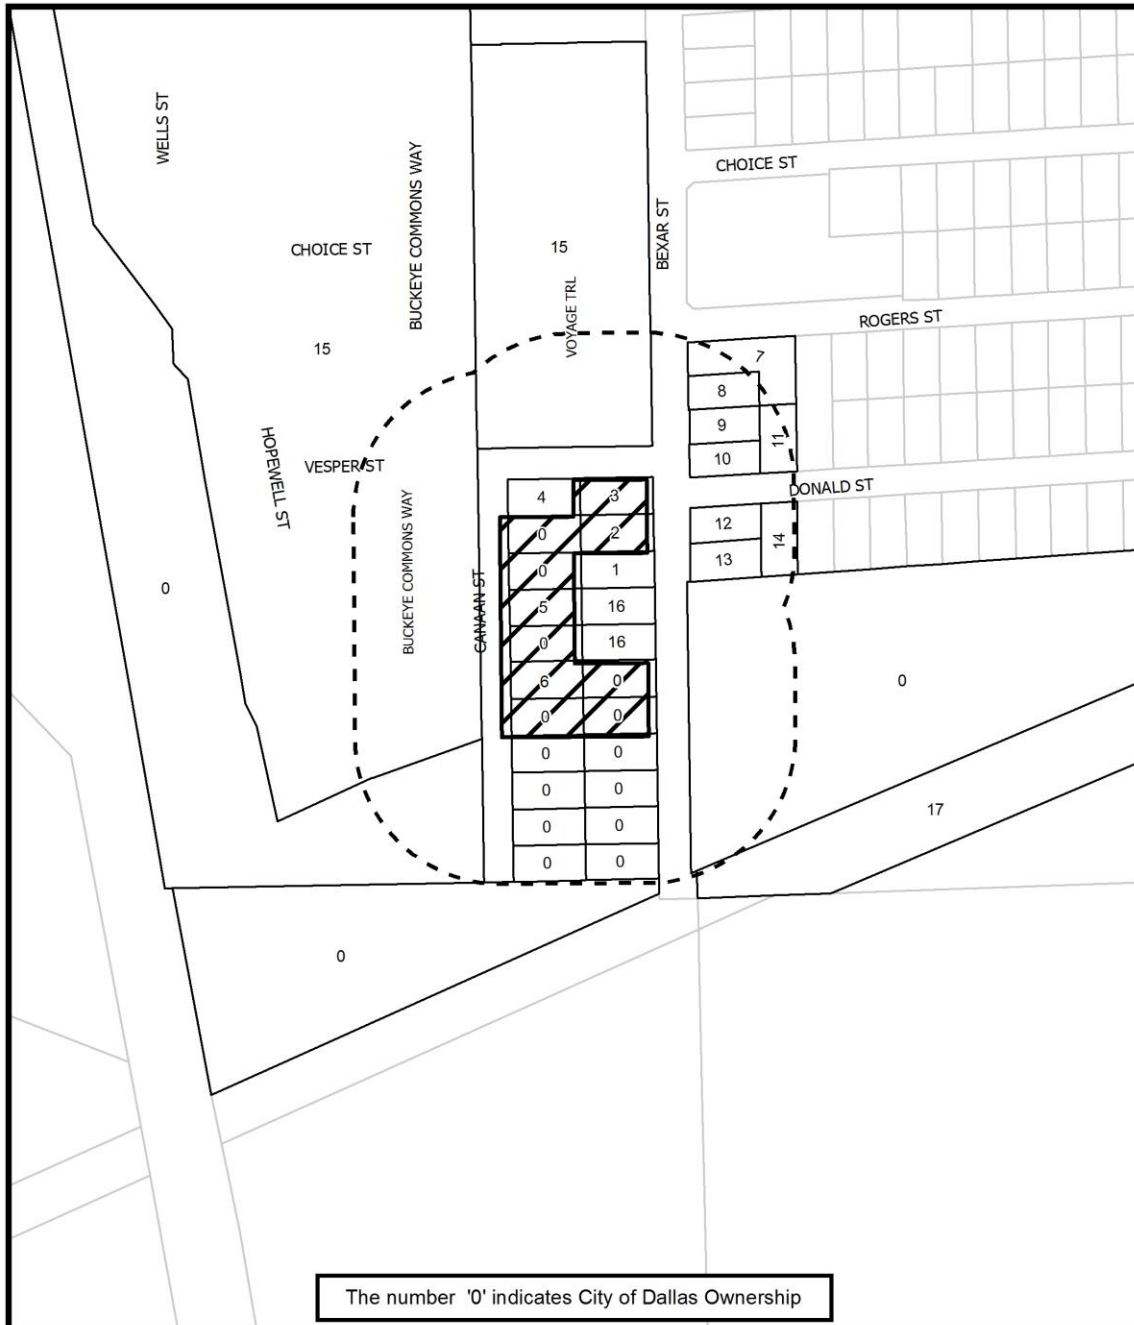 WELLS ST
BUCKEYE COMMONS WAY
CHOICE ST
CHOICE ST
BEXAR ST
15
VOYAGE TRL
ROGERS ST
15
7
8
9
11
10
HOPEWELL ST
VESPER ST
DONALD ST
BUCKEYE COMMONS WAY
CANAAN ST
4
3
0
2
12
14
13
0
1
0
5
16
0
16
6
0
0
0
0
0
0
0
0
0
0
0
0
0
17
0
The number '0' indicates City of Dallas Ownership